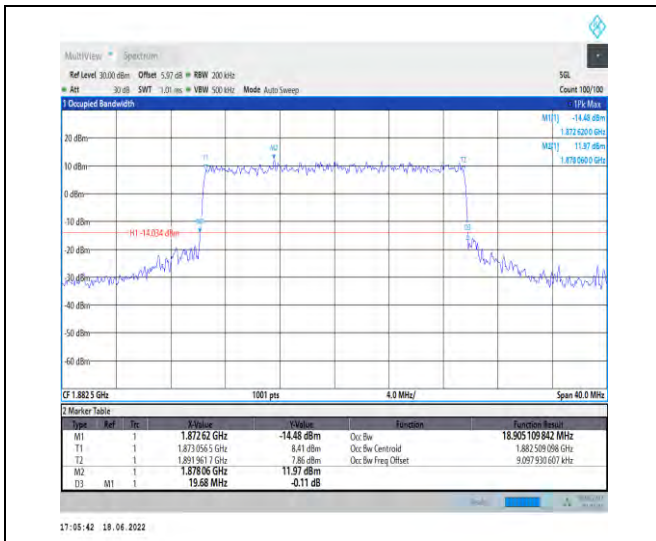 MultiView Spectrum
Ref Level 30.00 dBm Offset 5.97 dB RBW 200 kHz SGL
Att 30 dB SWT 1.01 ms VBW 500 kHz Mode Auto Sweep Count 100/100
1 Occupied Bandwidth 1Pk Max
M1[1] -14.48 dBm
1.872 620 0 GHz
M2[1] 11.97 dBm
1.878 060 0 GHz
20 dBm
T1 M2 T2
10 dBm
0 dBm
-10 dBm
H1 -14.034 dBm
-20 dBm
-30 dBm
-40 dBm
-50 dBm
-60 dBm
CF 1.882 5 GHz 1001 pts 4.0 MHz/ Span 40.0 MHz
2 Marker Table
Type Ref Trc X-Value Y-Value Function Function Result
M1 1 1.872 62 GHz -14.48 dBm Occ Bw 18.905 109 842 MHz
T1 1 1.873 056 5 GHz 8.41 dBm Occ Bw Centroid 1.882 509 098 GHz
T2 1 1.891 961 7 GHz 7.86 dBm Occ Bw Freq Offset 9.097 930 607 kHz
M2 1 1.878 06 GHz 11.97 dBm
D3 M1 1 19.68 MHz -0.11 dB
17:05:42 18.06.2022